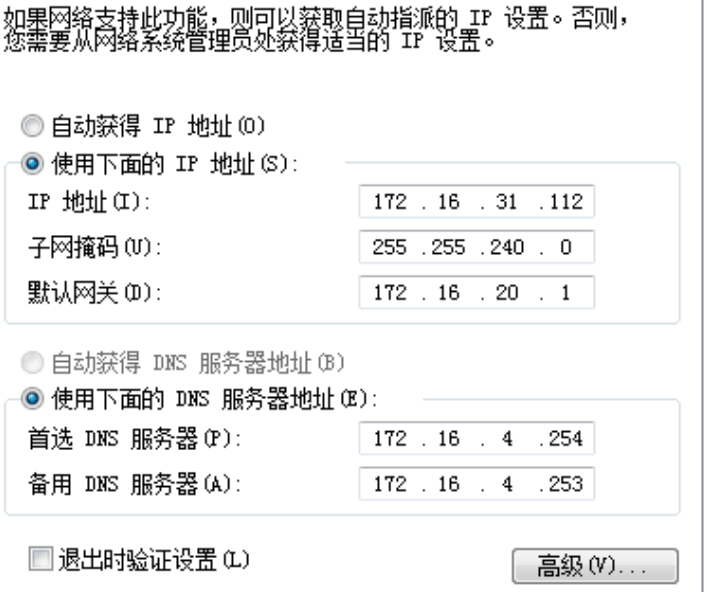 如果网络支持此功能，则可以获取自动指派的 IP 设置。否则，
您需要从网络系统管理员处获得适当的 IP 设置。
自动获得 IP 地址(O)
使用下面的 IP 地址(S):
IP 地址(I): 172 . 16 . 31 .112
子网掩码(U): 255 .255 .240 . 0
默认网关(D): 172 . 16 . 20 . 1
自动获得 DNS 服务器地址(B)
使用下面的 DNS 服务器地址(E):
首选 DNS 服务器(P): 172 . 16 . 4 .254
备用 DNS 服务器(A): 172 . 16 . 4 .253
退出时验证设置(L) 高级(V)...